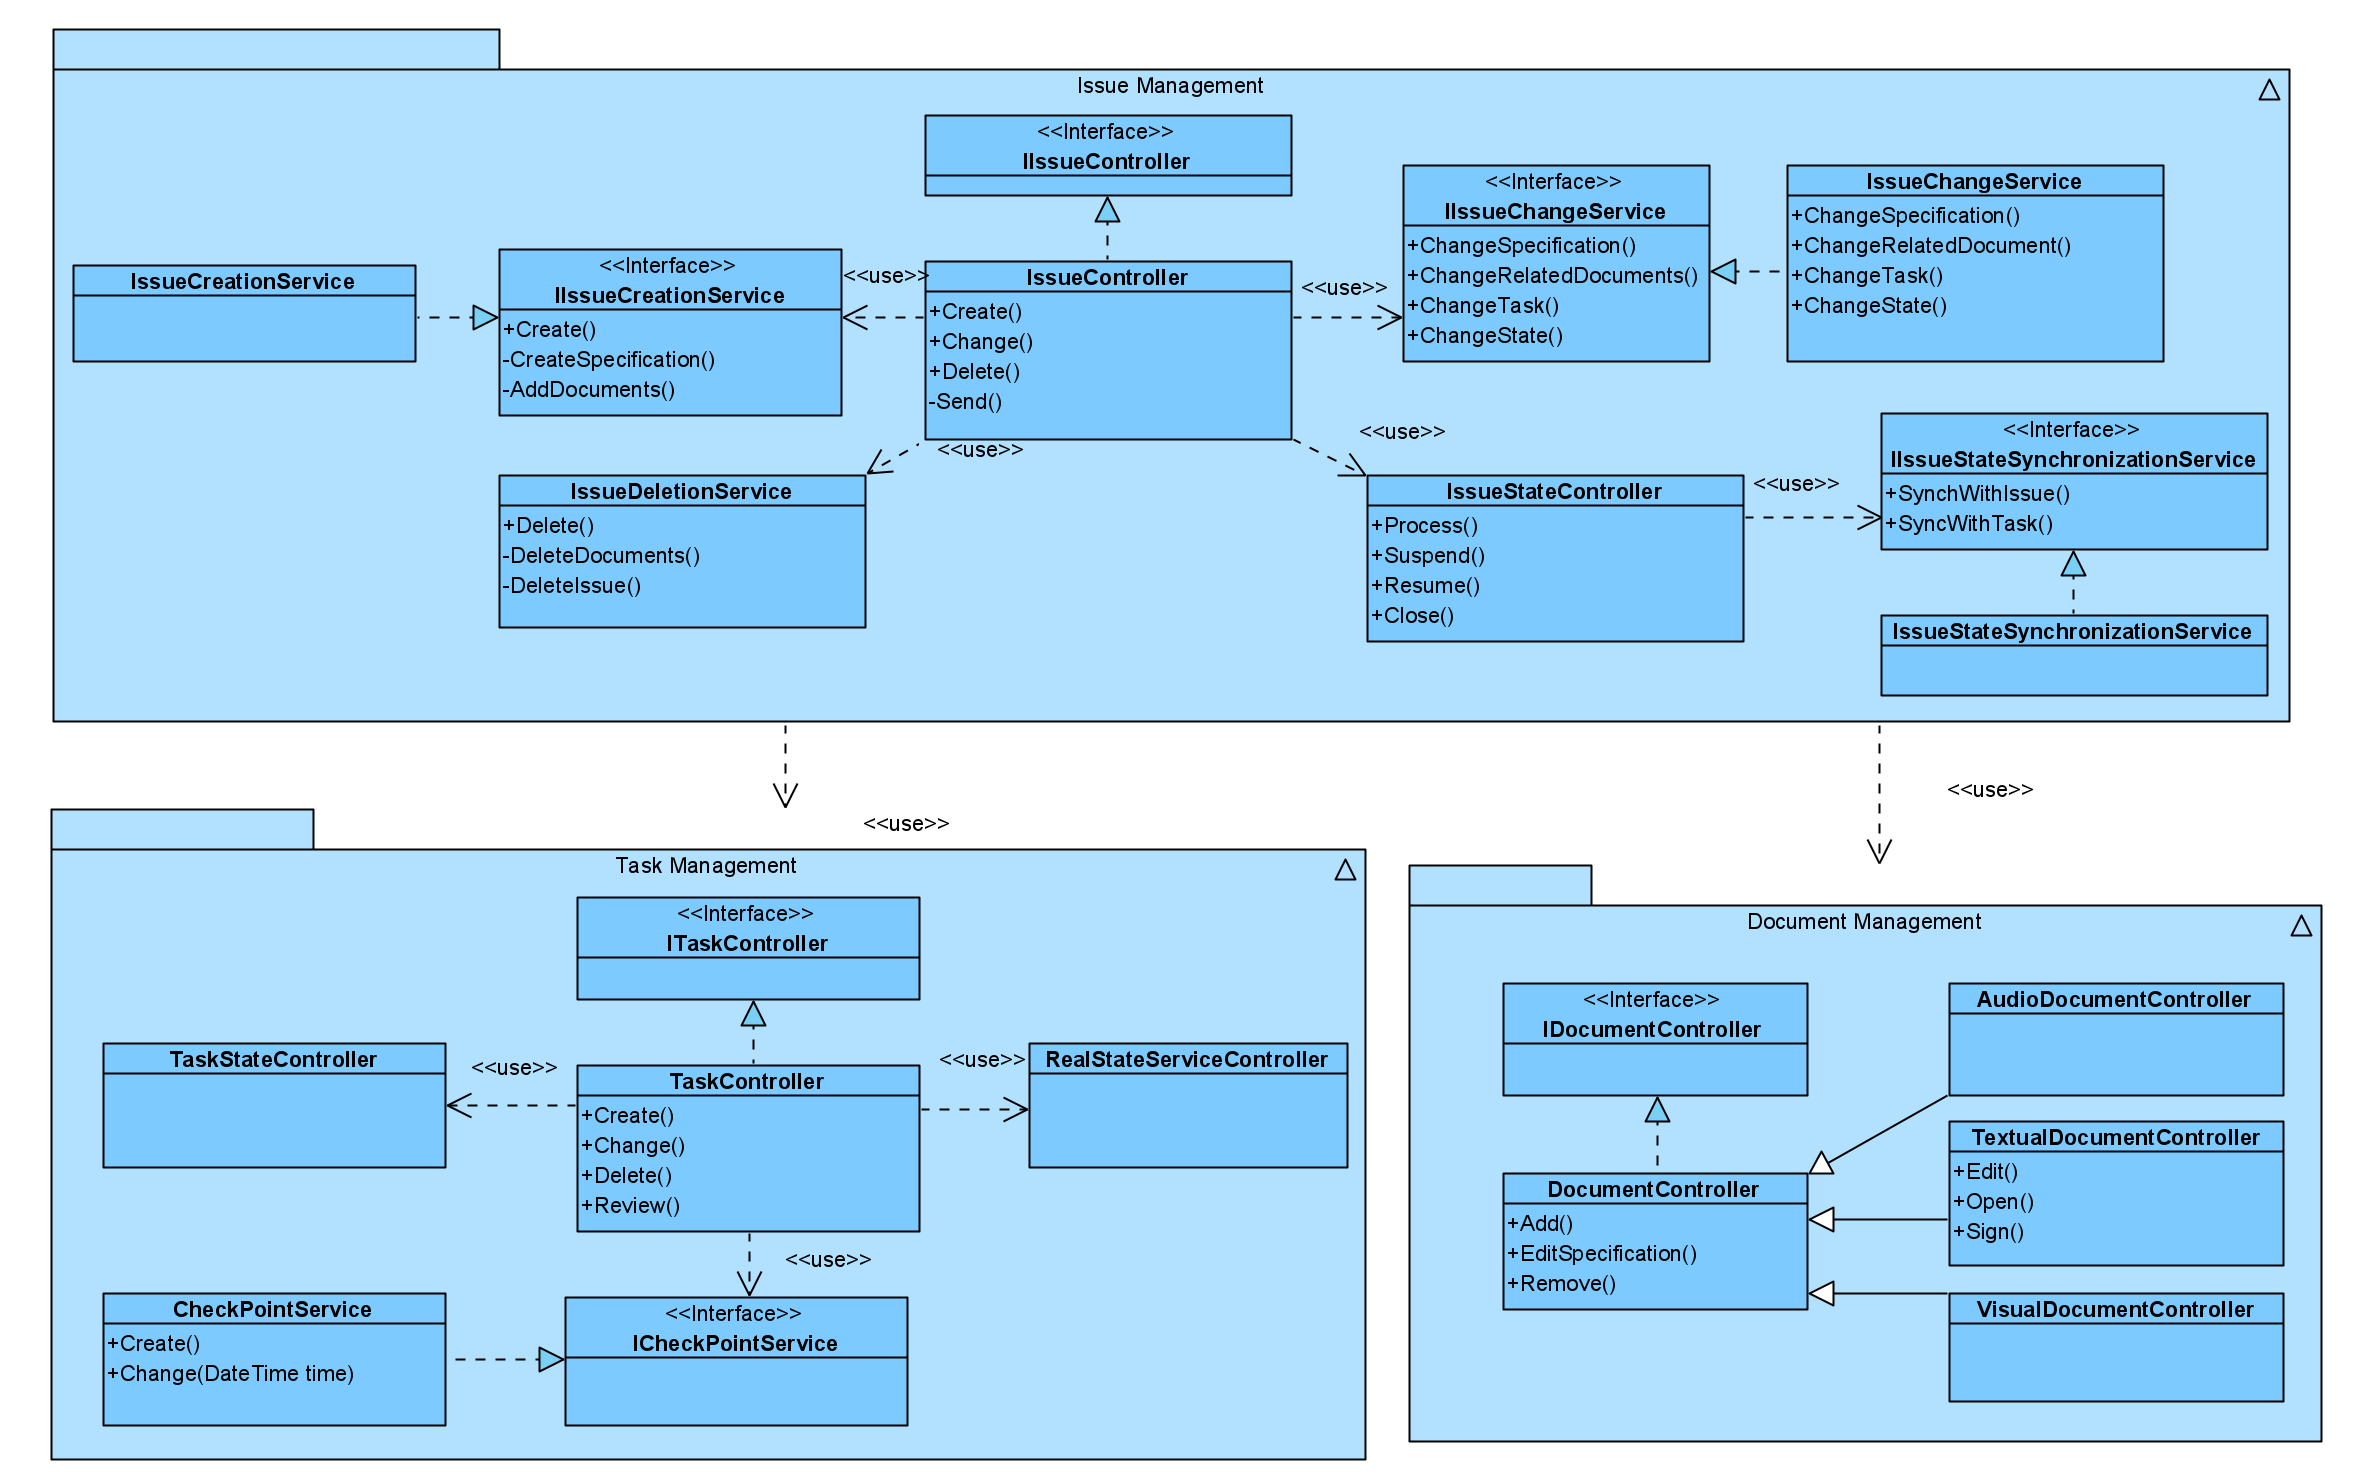 Issue Management
<<Interface>>
IIssueController
<<Interface>>
IIssueChangeService
+ChangeSpecification()
+ChangeRelatedDocuments()
+ChangeTask()
+ChangeState()
IssueChangeService
+ChangeSpecification()
+ChangeRelatedDocument()
+ChangeTask()
+ChangeState()
IssueCreationService
<<Interface>>
IIssueCreationService
+Create()
-CreateSpecification()
-AddDocuments()
<<use>>
IssueController
+Create()
+Change()
+Delete()
-Send()
<<use>>
<<use>>
<<use>>
IssueDeletionService
+Delete()
-DeleteDocuments()
-DeleteIssue()
IssueStateController
+Process()
+Suspend()
+Resume()
+Close()
<<use>>
<<Interface>>
IIssueStateSynchronizationService
+SynchWithIssue()
+SyncWithTask()
IssueStateSynchronizationService
<<use>>
<<use>>
Task Management
<<Interface>>
ITaskController
TaskStateController
<<use>>
TaskController
+Create()
+Change()
+Delete()
+Review()
<<use>>
RealStateServiceController
<<use>>
CheckPointService
+Create()
+Change(DateTime time)
<<Interface>>
ICheckPointService
Document Management
<<Interface>>
IDocumentController
AudioDocumentController
TextualDocumentController
+Edit()
+Open()
+Sign()
DocumentController
+Add()
+EditSpecification()
+Remove()
VisualDocumentController